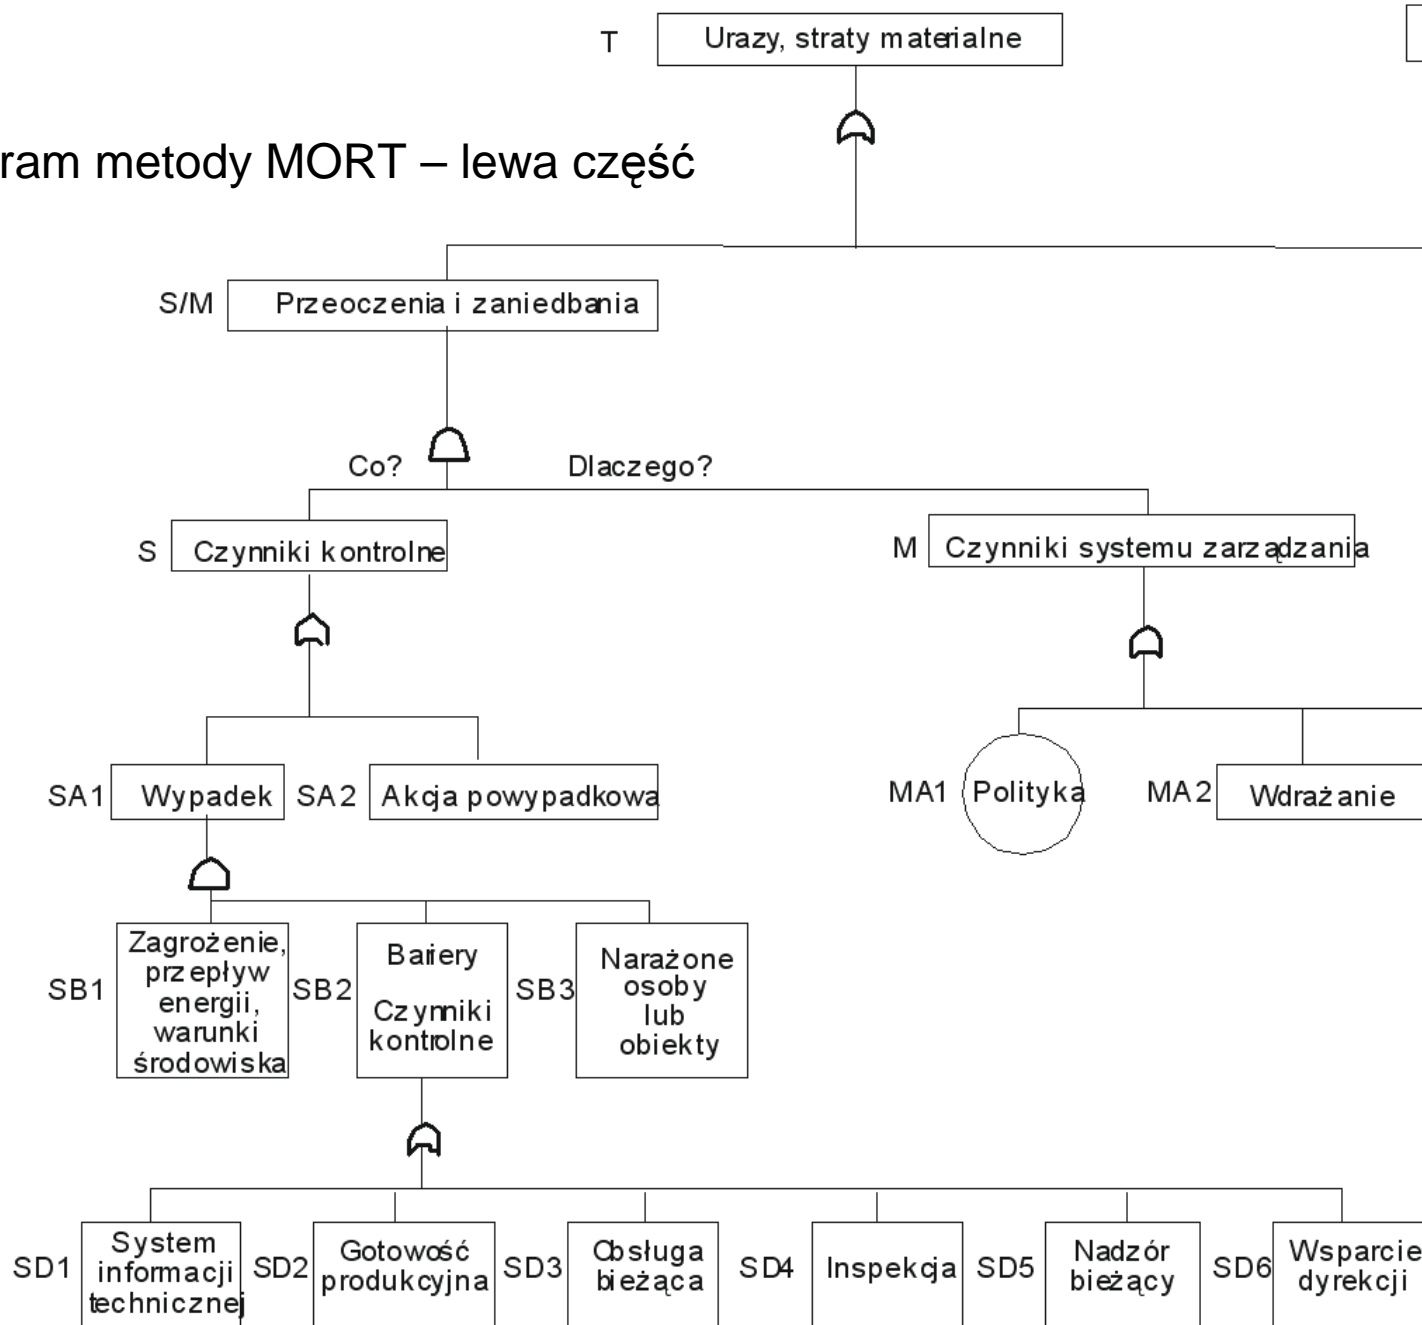 T
Urazy, straty materialne
ram metody MORT – lewa część
S/M
Przeoczenia i zaniedbania
Co?
Dlaczego?
S
Czynniki kontrolne
M
Czynniki systemu zarządzania
SA1
Wypadek
SA2
Akcja powypadkowa
MA1
Polityka
MA2
Wdrażanie
SB1
Zagrożenie,
przepływ
energii,
warunki
środowiska
SB2
Bariery
Czynniki
kontrolne
SB3
Narażone
osoby
lub
obiekty
SD1
System
informacji
technicznej
SD2
Gotowość
produkcyjna
SD3
Obsługa
bieżąca
SD4
Inspekcja
SD5
Nadzór
bieżący
SD6
Wsparcie
dyrekcji